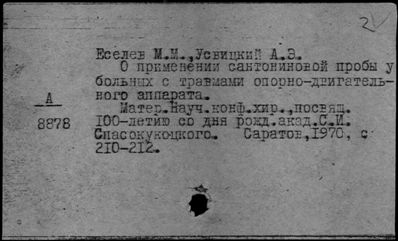 2
Еселев М.М.,Усвицкий А.Э.
О применении сантониновой пробы у
больных с травмами опорно-двигатель-
ного аппарата.
А
8878
Матер.Науч.конф.хир.,посвящ.
100-летию со дня рожд.акад.С.И.
Спасокукоцкого. Саратов,1970, с
210-212.